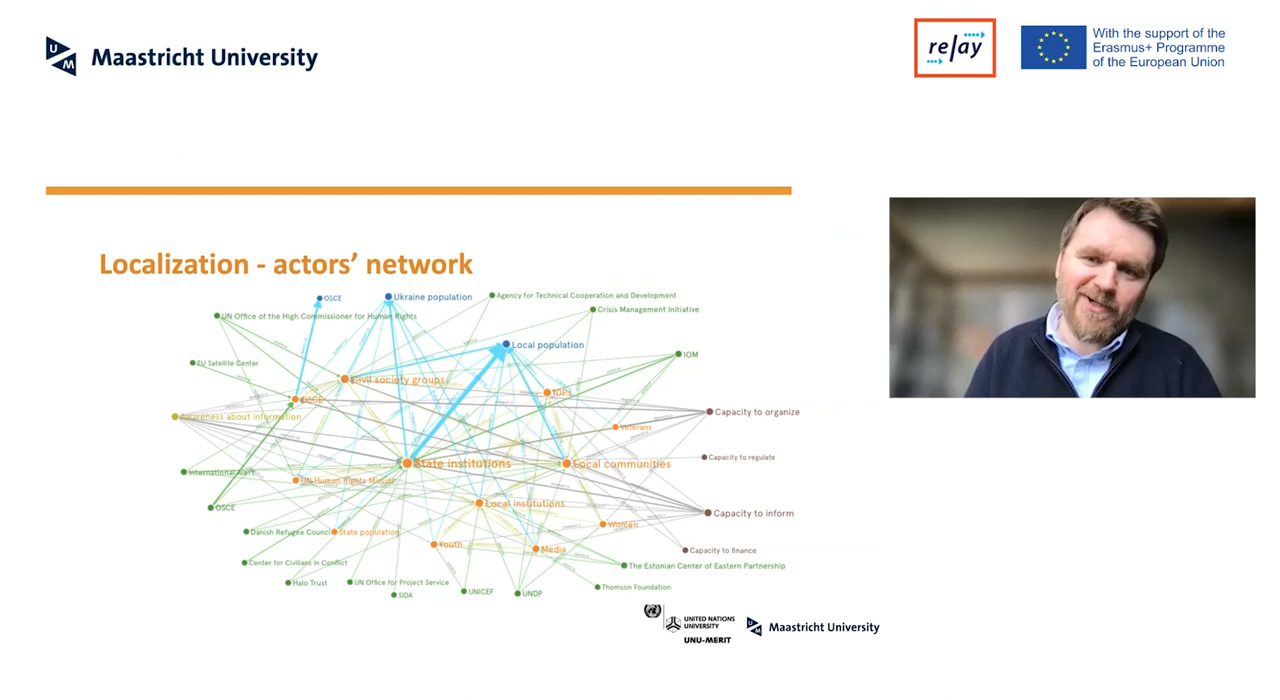 UM
Maastricht University
relay
With the support of the
Erasmus+ Programme
of the European Union
Localization - actors’ network
OSCE
Ukraine population
Agency for Technical Cooperation and Development
UN Office of the High Commissioner for Human Rights
Crisis Management Initiative
Local population
IOM
EU Satellite Center
Civil society groups
IDPs
OSCE
Capacity to organize
Awareness about information
Veterans
State institutions
Local communities
Capacity to regulate
International Alert
UN Human Rights Mission
Local institutions
OSCE
Capacity to inform
Women
Danish Refugee Council
State population
Youth
Media
Capacity to finance
Center for Civilians in Conflict
The Estonian Center of Eastern Partnership
Halo Trust
UN Office for Project Service
SIDA
UNICEF
UNDP
Thomson Foundation
UNITED NATIONS
UNIVERSITY
UNU-MERIT
UM
Maastricht University